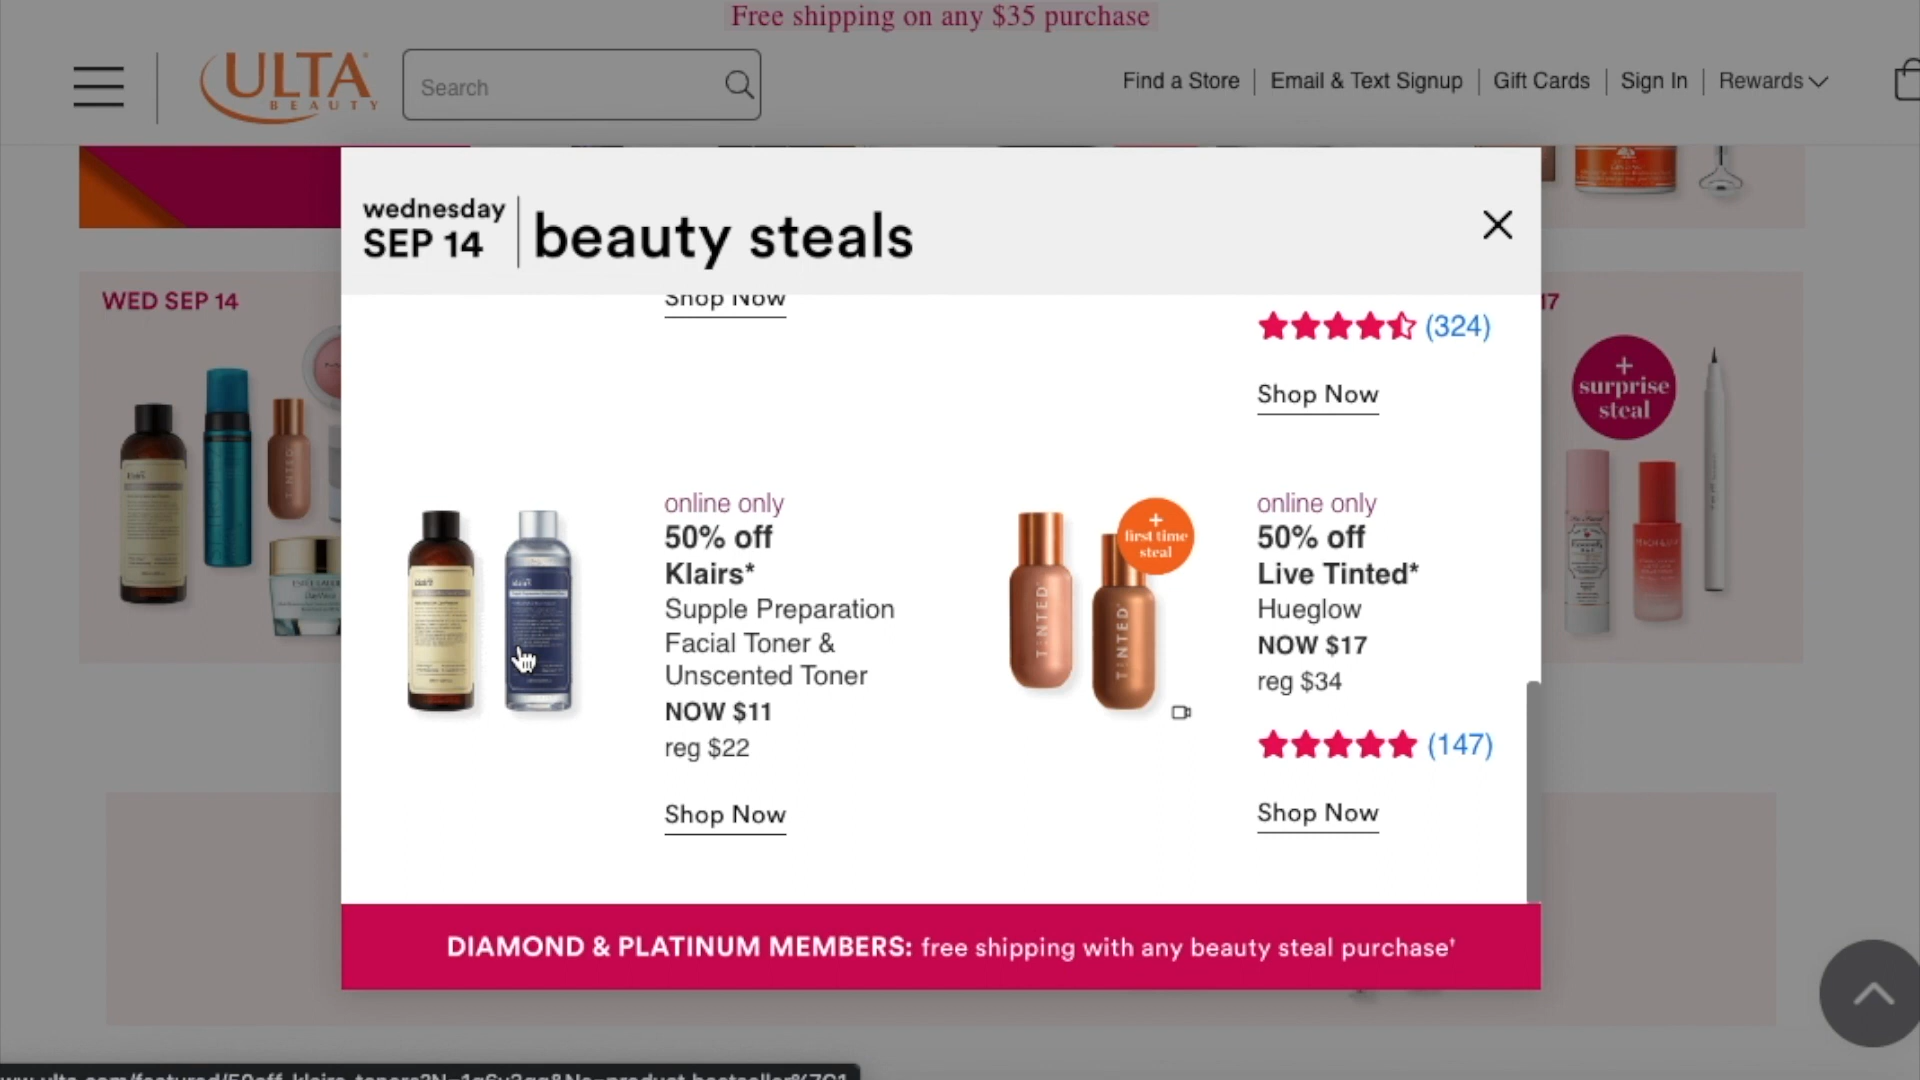 Free shipping on any $35 purchase
ULTA
BEAUTY
Search
Find a Store
Email & Text Signup
Gift Cards
Sign In
Rewards
wednesday
SEP 14
beauty steals
WED SEP 14
17
Shop Now
(324)
Shop Now
online only
50% off
Klairs*
Supple Preparation
Facial Toner &
Unscented Toner
NOW $11
reg $22
Shop Now
+
first time
steal
TINTED
TINTED
online only
50% off
Live Tinted*
Hueglow
NOW $17
reg $34
(147)
Shop Now
+
surprise
steal
TINTED
DIAMOND & PLATINUM MEMBERS: free shipping with any beauty steal purchase†